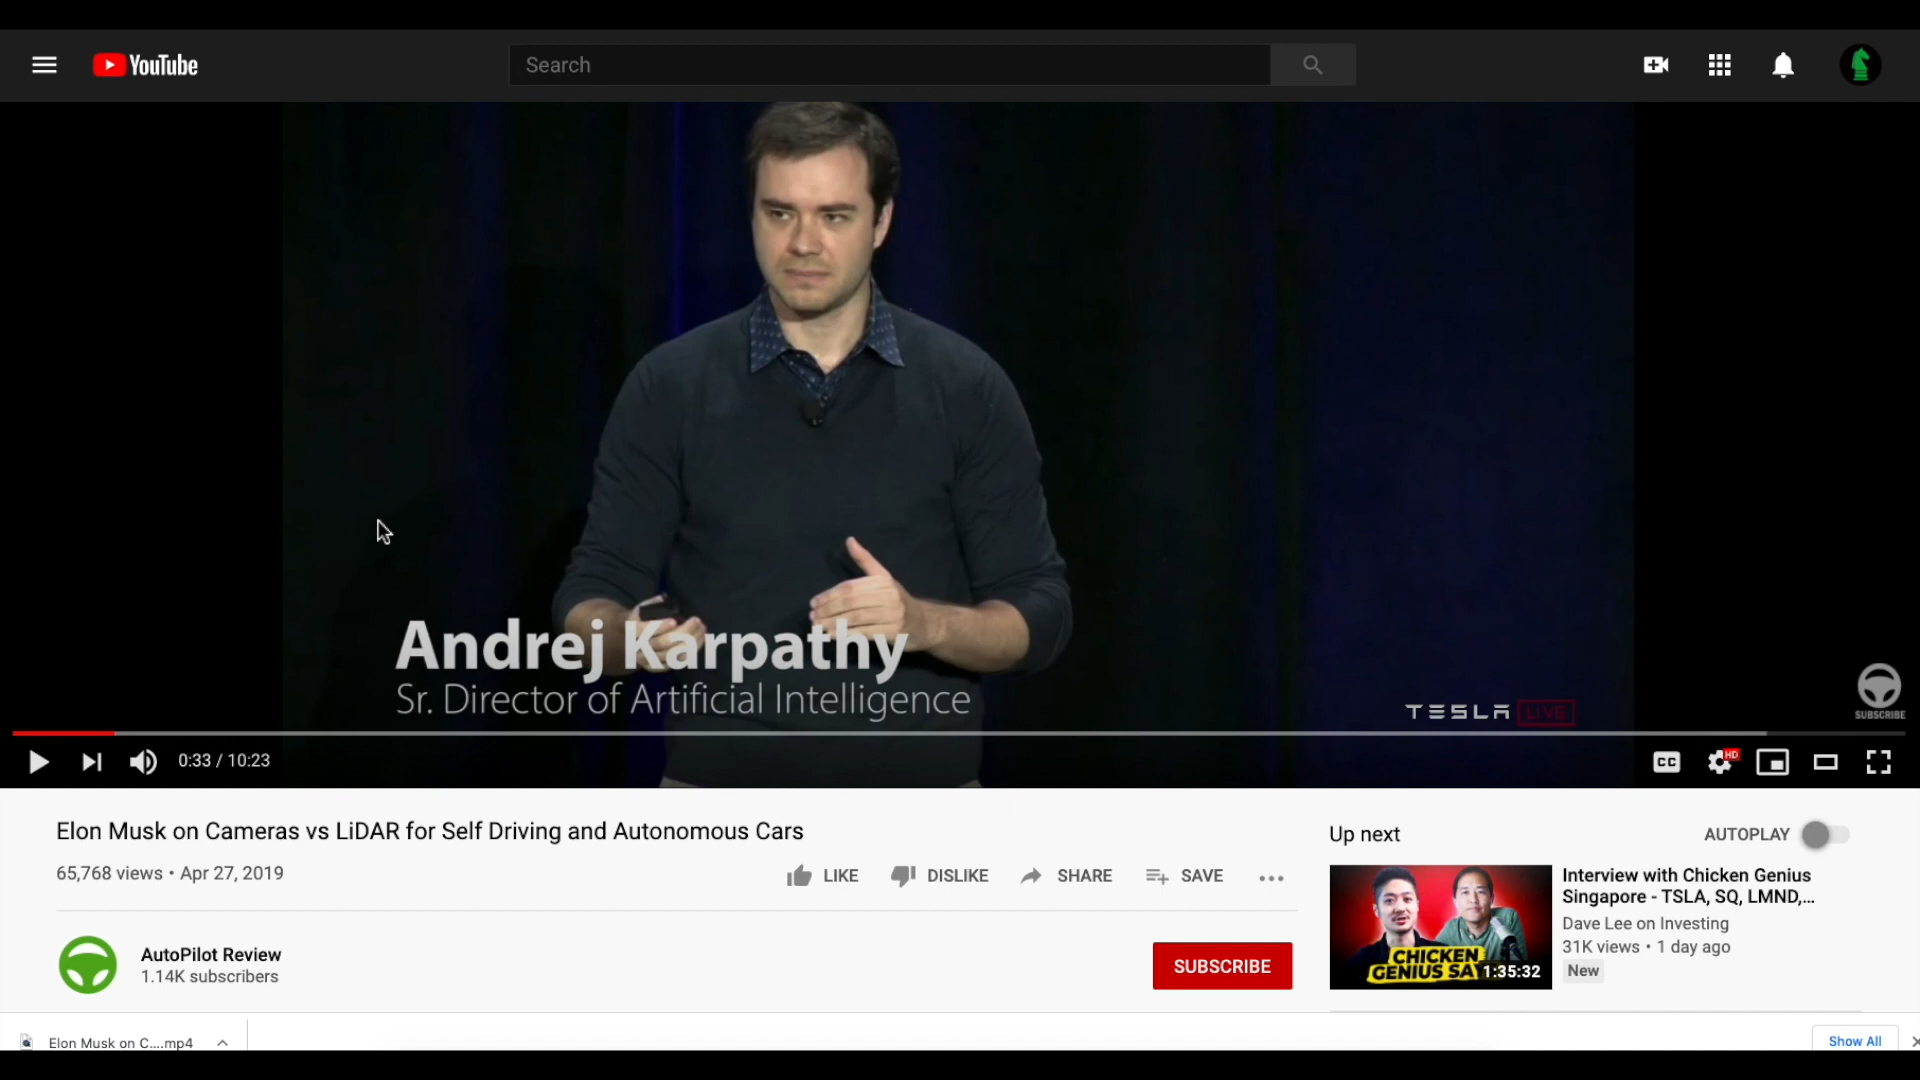 YouTube
Search
Andrej Karpathy
Sr. Director of Artificial Intelligence
TESLA LIVE
SUBSCRIBE
0:33 / 10:23
CC
HD
Elon Musk on Cameras vs LiDAR for Self Driving and Autonomous Cars
65,768 views • Apr 27, 2019
LIKE DISLIKE SHARE SAVE
AutoPilot Review
1.14K subscribers
SUBSCRIBE
Up next
AUTOPLAY
CHICKEN
GENIUS SAY
1:35:32
Interview with Chicken Genius
Singapore - TSLA, SQ, LMND,...
Dave Lee on Investing
31K views • 1 day ago
New
Elon Musk on C....mp4
Show All